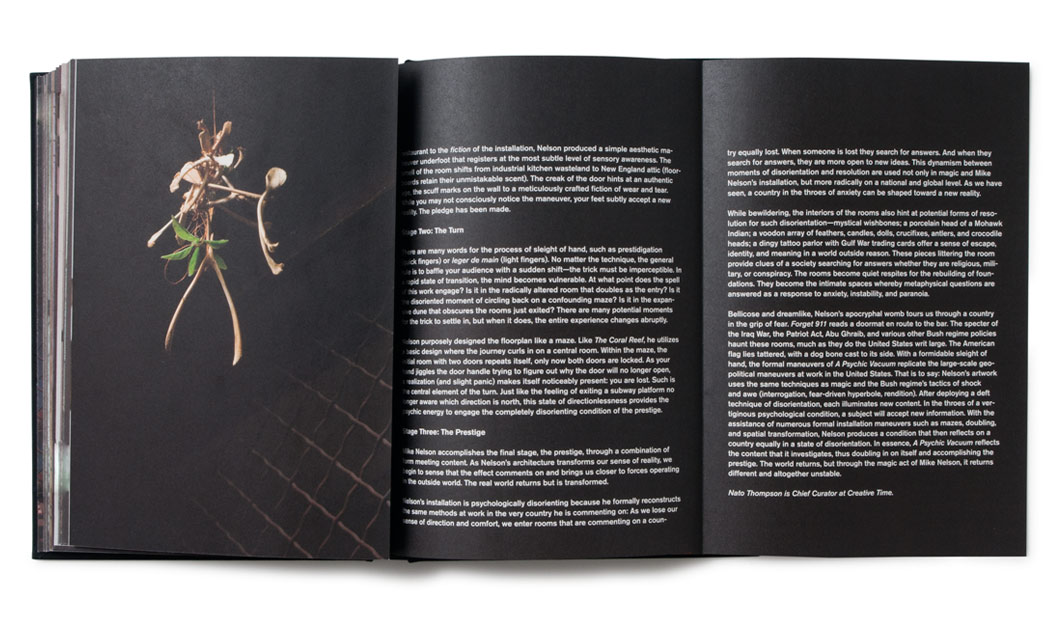 staurant to the fiction of the installation, Nelson produced a simple aesthetic ma-
underfoot that registers at the most subtle level of sensory awareness. The
of the room shifts from industrial kitchen wasteland to New England attic (floor-
retain their unmistakable scent). The creak of the door hints at an authentic
the scuff marks on the wall to a meticulously crafted fiction of wear and tear.
you may not consciously notice the maneuver, your feet subtly accept a new
The pledge has been made.
tage Two: The Turn
here are many words for the process of sleight of hand, such as prestidigation
fingers) or leger de main (light fingers). No matter the technique, the general
is to baffle your audience with a sudden shift—the trick must be imperceptible. In
state of transition, the mind becomes vulnerable. At what point does the spell
this work engage? Is it in the radically altered room that doubles as the entry? Is it
disoriented moment of circling back on a confounding maze? Is it in the expan-
dune that obscures the rooms just exited? There are many potential moments
the trick to settle in, but when it does, the entire experience changes abruptly.
elson purposely designed the floorplan like a maze. Like The Coral Reef, he utilizes
basic design where the journey curls in on a central room. Within the maze, the
room with two doors repeats itself, only now both doors are locked. As your
jiggles the door handle trying to figure out why the door will no longer open,
realization (and slight panic) makes itself noticeably present: you are lost. Such is
the central element of the turn. Just like the feeling of exiting a subway platform no
nger aware which direction is north, this state of directionlessness provides the
ychic energy to engage the completely disorienting condition of the prestige.
Stage Three: The Prestige
ike Nelson accomplishes the final stage, the prestige, through a combination of
rm meeting content. As Nelson's architecture transforms our sense of reality, we
egin to sense that the effect comments on and brings us closer to forces operating
the outside world. The real world returns but is transformed.
elson's installation is psychologically disorienting because he formally reconstructs
the same methods at work in the very country he is commenting on: As we lose our
sense of direction and comfort, we enter rooms that are commenting on a coun-
try equally lost. When someone is lost they search for answers. And when they
search for answers, they are more open to new ideas. This dynamism between
moments of disorientation and resolution are used not only in magic and Mike
Nelson's installation, but more radically on a national and global level. As we have
seen, a country in the throes of anxiety can be shaped toward a new reality.
While bewildering, the interiors of the rooms also hint at potential forms of reso-
lution for such disorientation—mystical wishbones; a porcelain head of a Mohawk
Indian; a voodon array of feathers, candles, dolls, crucifixes, antlers, and crocodile
heads; a dingy tattoo parlor with Gulf War trading cards offer a sense of escape,
identity, and meaning in a world outside reason. These pieces littering the room
provide clues of a society searching for answers whether they are religious, mili-
tary, or conspiracy. The rooms become quiet respites for the rebuilding of foun-
dations. They become the intimate spaces whereby metaphysical questions are
answered as a response to anxiety, instability, and paranoia.
Bellicose and dreamlike, Nelson's apocryphal womb tours us through a country
in the grip of fear. Forget 911 reads a doormat en route to the bar. The specter of
the Iraq War, the Patriot Act, Abu Ghraib, and various other Bush regime policies
haunt these rooms, much as they do the United States writ large. The American
flag lies tattered, with a dog bone cast to its side. With a formidable sleight of
hand, the formal maneuvers of A Psychic Vacuum replicate the large-scale geo-
political maneuvers at work in the United States. That is to say: Nelson's artwork
uses the same techniques as magic and the Bush regime's tactics of shock
and awe (interrogation, fear-driven hyperbole, rendition). After deploying a deft
technique of disorientation, each illuminates new content. In the throes of a ver-
tiginous psychological condition, a subject will accept new information. With the
assistance of numerous formal installation maneuvers such as mazes, doubling,
and spatial transformation, Nelson produces a condition that then reflects on a
country equally in a state of disorientation. In essence, A Psychic Vacuum reflects
the content that it investigates, thus doubling in on itself and accomplishing the
prestige. The world returns, but through the magic act of Mike Nelson, it returns
different and altogether unstable.
Nato Thompson is Chief Curator at Creative Time.